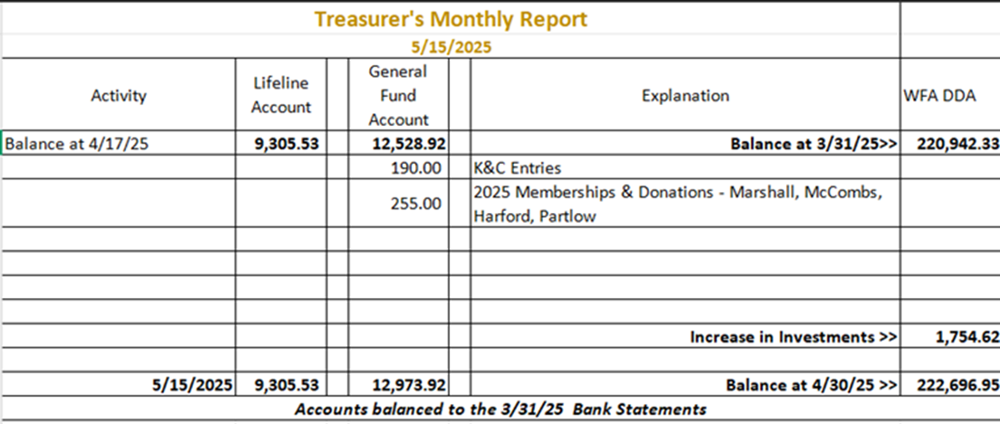 Treasurer's Monthly Report
5/15/2025
Activity Lifeline Account General Fund Account Explanation WFA DDA
Balance at 4/17/25 9,305.53 12,528.92 Balance at 3/31/25>> 220,942.33
190.00 K&C Entries
255.00 2025 Memberships & Donations - Marshall, McCombs,
Harford, Partlow
Increase in Investments >> 1,754.62
5/15/2025 9,305.53 12,973.92 Balance at 4/30/25 >> 222,696.95
Accounts balanced to the 3/31/25 Bank Statements